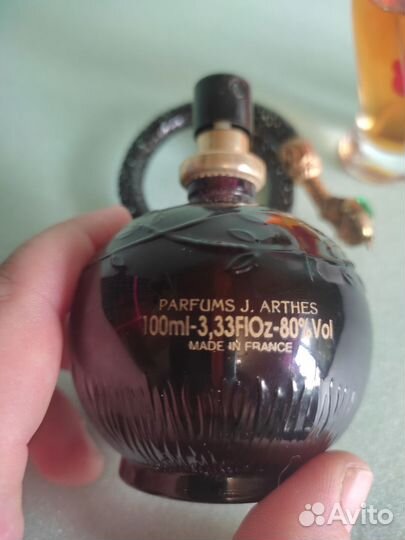 PARFUMS J. ARTHES
100ml-3,33FlOz-80%Vol
MADE IN FRANCE
Avito